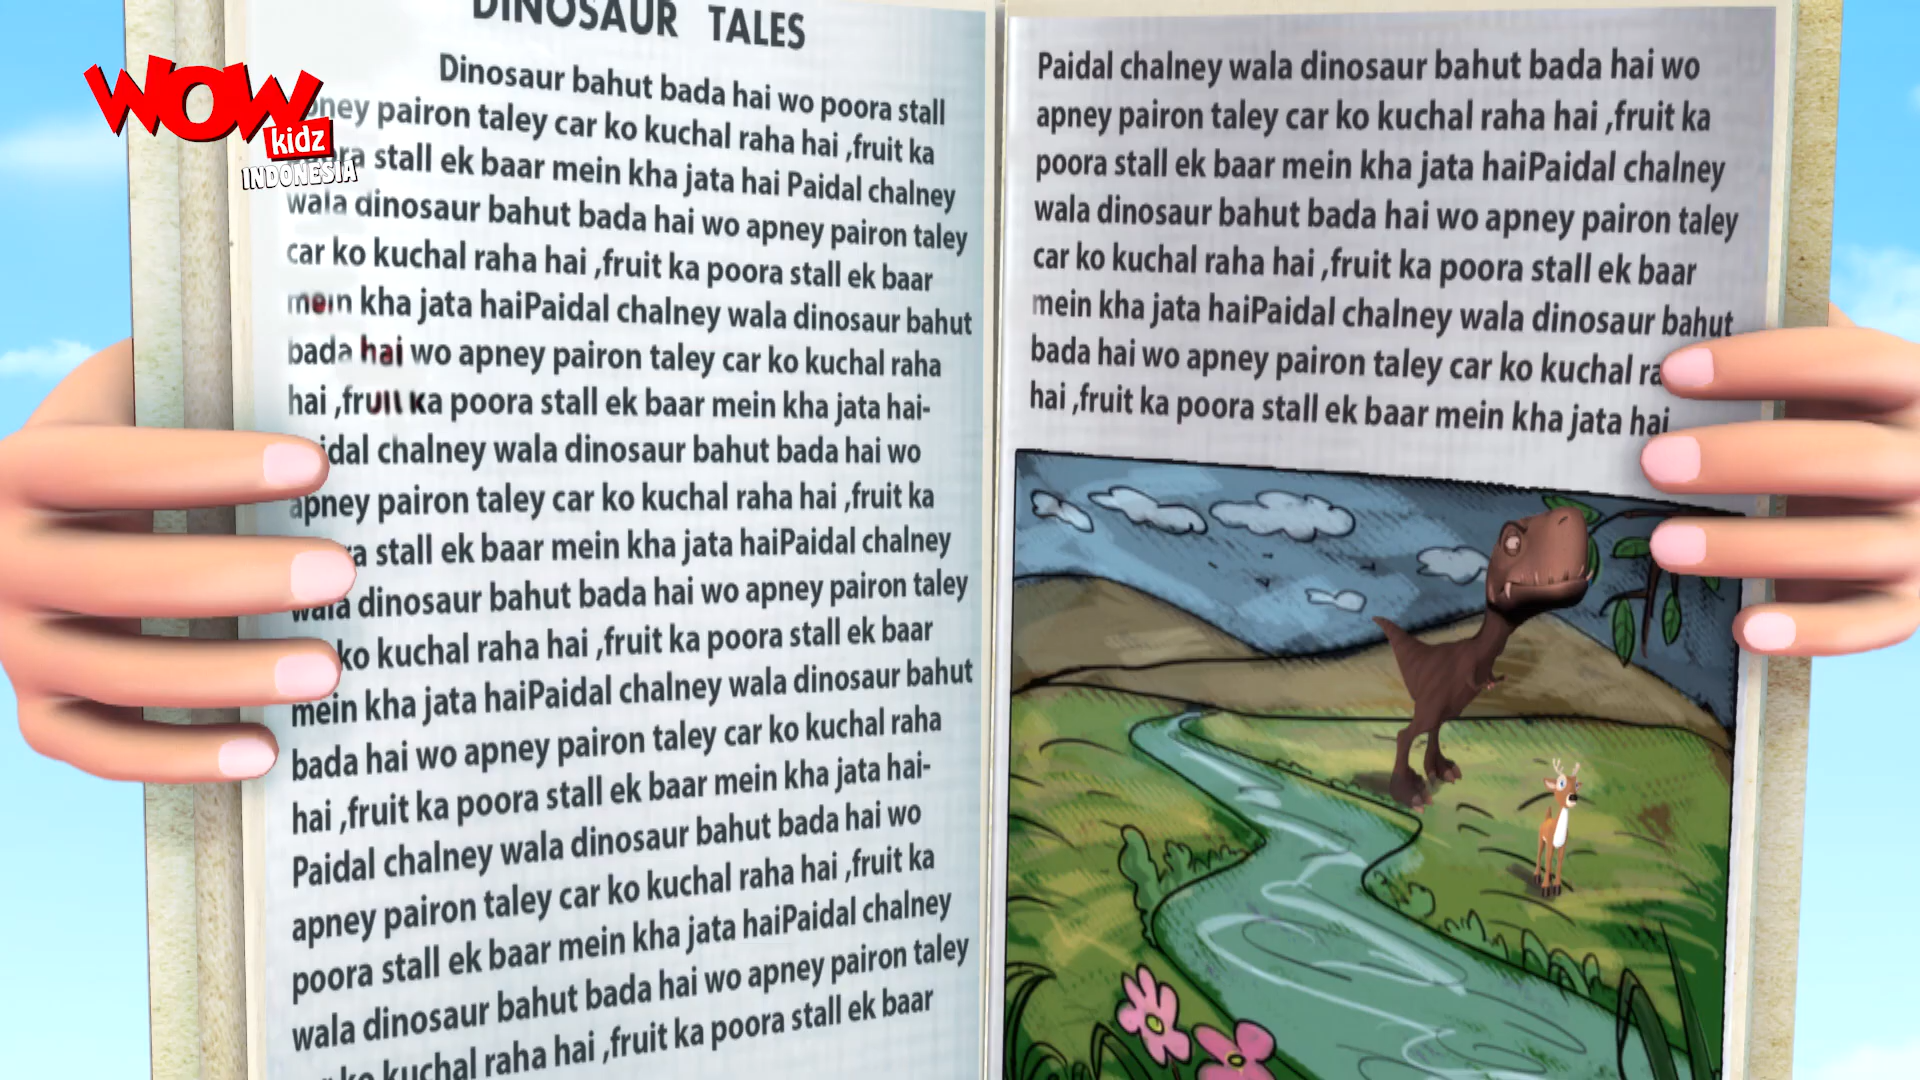 WOW
kidz
INDONESIA
DINOSAUR TALES
Dinosaur bahut bada hai wo poora stall
pairon taley car ko kuchal raha hai ,fruit ka
stall ek baar mein kha jata hai Paidal chalney
wala dinosaur bahut bada hai wo apney pairon taley
car ko kuchal raha hai ,fruit ka poora stall ek baar
mein kha jata haiPaidal chalney wala dinosaur bahut
bada hai wo apney pairon taley car ko kuchal raha
hai ,fruit ka poora stall ek baar mein kha jata hai-
chalney wala dinosaur bahut bada hai wo
apney pairon taley car ko kuchal raha hai ,fruit ka
stall ek baar mein kha jata haiPaidal chalney
wala dinosaur bahut bada hai wo apney pairon taley
ko kuchal raha hai ,fruit ka poora stall ek baar
mein kha jata haiPaidal chalney wala dinosaur bahut
bada hai wo apney pairon taley car ko kuchal raha
hai ,fruit ka poora stall ek baar mein kha jata hai-
Paidal chalney wala dinosaur bahut bada hai wo
apney pairon taley car ko kuchal raha hai ,fruit ka
poora stall ek baar mein kha jata haiPaidal chalney
wala dinosaur bahut bada hai wo apney pairon taley
ko kuchal raha hai ,fruit ka poora stall ek baar
Paidal chalney wala dinosaur bahut bada hai wo
apney pairon taley car ko kuchal raha hai ,fruit ka
poora stall ek baar mein kha jata haiPaidal chalney
wala dinosaur bahut bada hai wo apney pairon taley
car ko kuchal raha hai ,fruit ka poora stall ek baar
mein kha jata haiPaidal chalney wala dinosaur bahut
bada hai wo apney pairon taley car ko kuchal
hai ,fruit ka poora stall ek baar mein kha jata hai